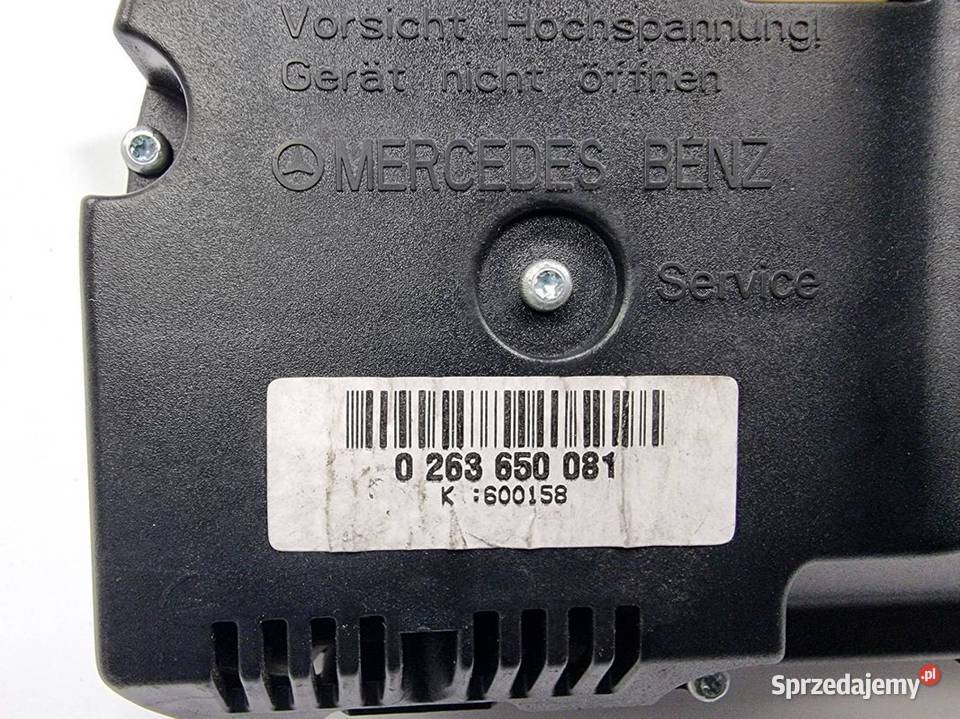 Vorsicht Hochspannung!
Gerät nicht öffnen
MERCEDES BENZ
Service
0 263 650 081
K :600158
Sprzedajemy.pl